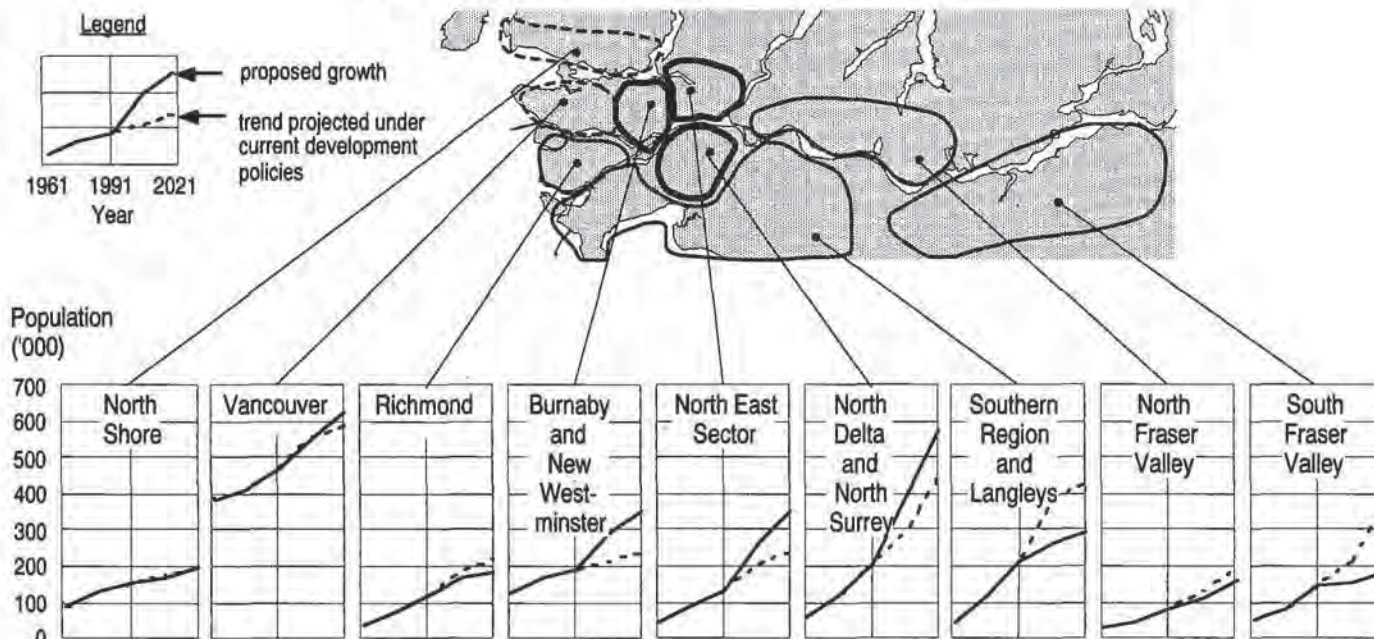 Legend
proposed growth
trend projected under
current development
policies
1961 1991 2021
Year
Population
('000)
700
600
500
400
300
200
100
0
North
Shore
Vancouver
Richmond
Burnaby
and
New
West-
minster
North East
Sector
North
Delta
and
North
Surrey
Southern
Region
and
Langleys
North
Fraser
Valley
South
Fraser
Valley